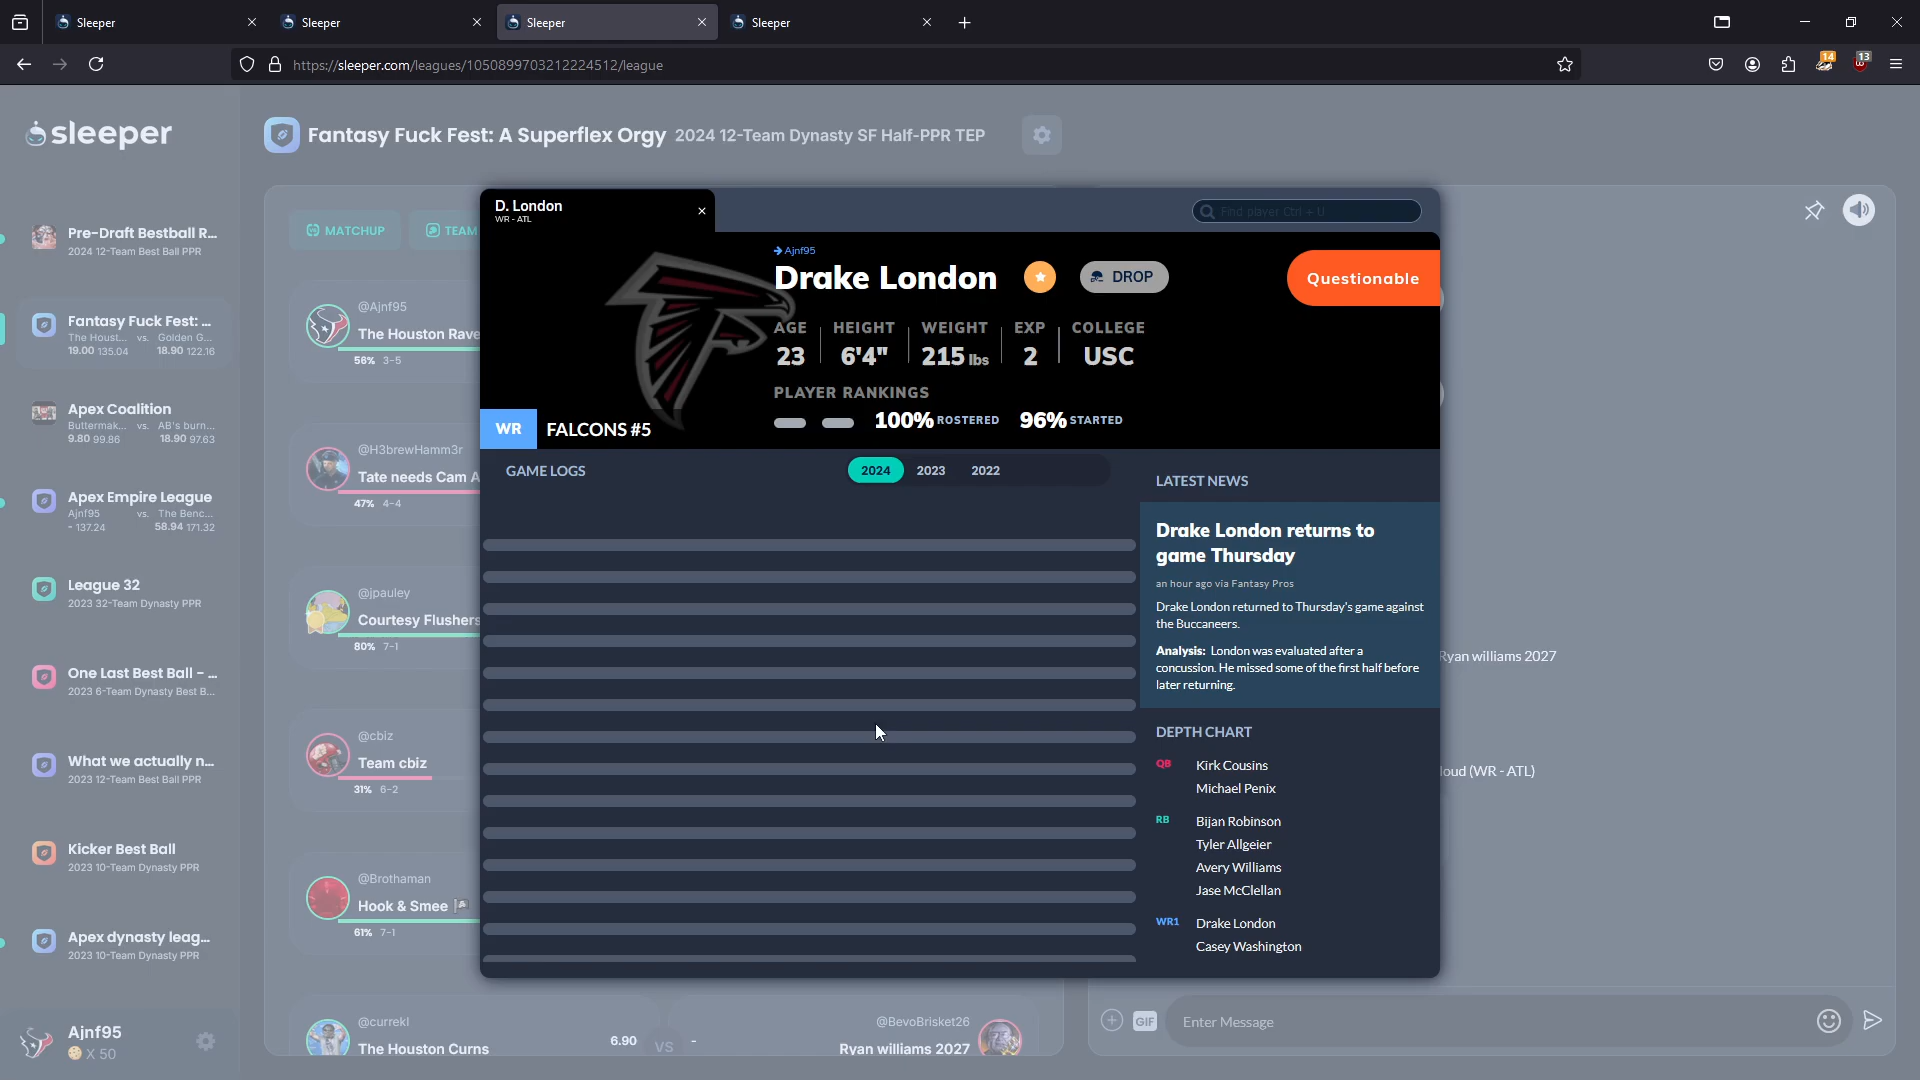 Sleeper
Sleeper
Sleeper
Sleeper
https://sleeper.com/leagues/1050899703212224512/league
14
13
sleeper
Fantasy Fuck Fest: A Superflex Orgy 2024 12-Team Dynasty SF Half-PPR TEP
Pre-Draft Bestball R...
2024 12-Team Best Ball PPR
Fantasy Fuck Fest: ...
The Houst... vs. Golden G...
19.00 135.04 18.90 122.16
Apex Coalition
Buttermak... vs. AB's burn...
9.80 99.86 18.90 97.63
Apex Empire League
Ajnf95 vs. The Benc...
- 137.24 58.94 171.32
League 32
2023 32-Team Dynasty PPR
One Last Best Ball - ...
2023 6-Team Dynasty Best B...
What we actually n...
2023 12-Team Best Ball PPR
Kicker Best Ball
2023 10-Team Dynasty PPR
Apex dynasty leag...
2023 10-Team Dynasty PPR
Ajnf95
X 50
MATCHUP
TEAM
@Ajnf95
The Houston Rave
56% 3-5
@H3brewHamm3r
Tate needs Cam A
47% 4-4
@jpauley
Courtesy Flushers
80% 7-1
@cbiz
Team cbiz
31% 6-2
@Brothaman
Hook & Smee
61% 7-1
@currekl
The Houston Curns
6.90
VS
-
@BevoBrisket26
Ryan williams 2027
D. London
WR - ATL
Find player Ctrl + U
Ajnf95
Drake London
DROP
Questionable
AGE HEIGHT WEIGHT EXP COLLEGE
23 6'4" 215 lbs 2 USC
PLAYER RANKINGS
100% ROSTERED 96% STARTED
WR FALCONS #5
GAME LOGS
2024 2023 2022
LATEST NEWS
Drake London returns to
game Thursday
an hour ago via Fantasy Pros
Drake London returned to Thursday's game against
the Buccaneers.
Analysis: London was evaluated after a
concussion. He missed some of the first half before
later returning.
DEPTH CHART
QB Kirk Cousins
Michael Penix
RB Bijan Robinson
Tyler Allgeier
Avery Williams
Jase McClellan
WR1 Drake London
Casey Washington
Ryan williams 2027
loud (WR - ATL)
GIF
Enter Message